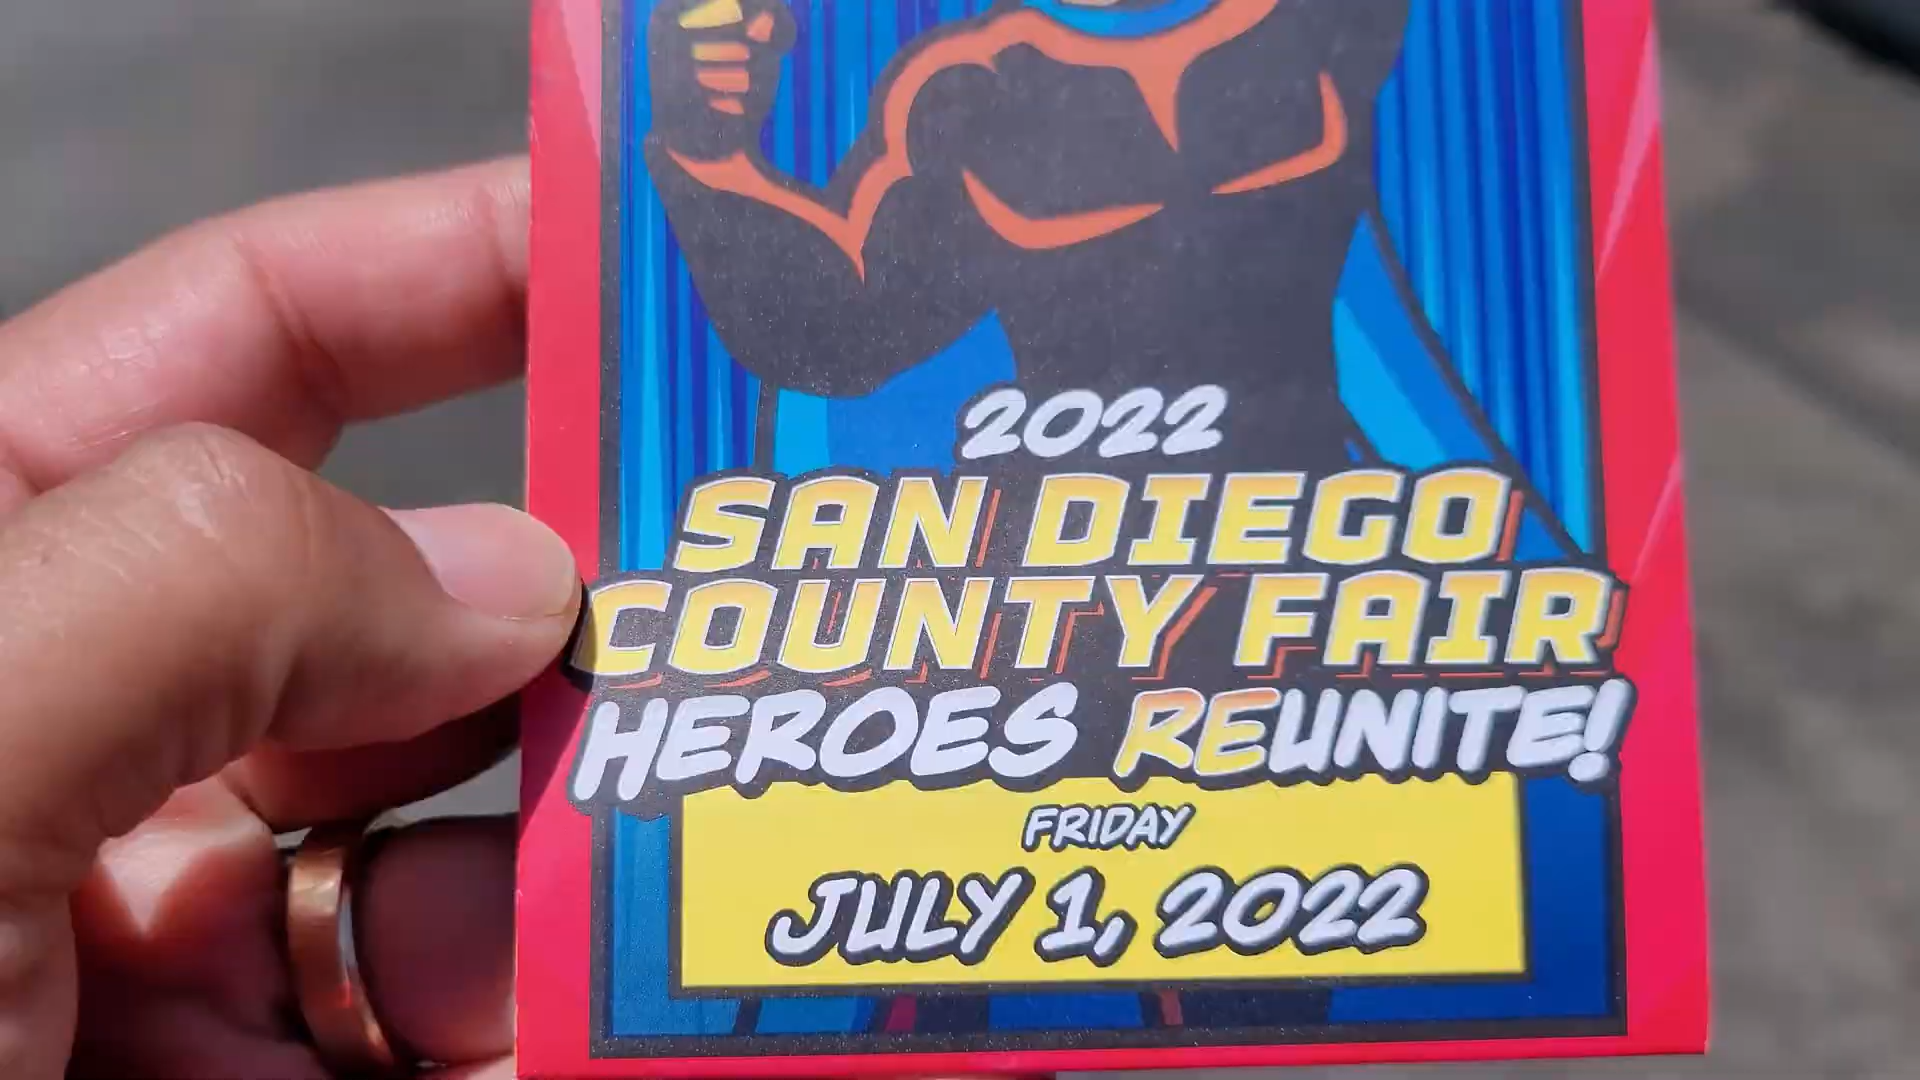 2022
SAN DIEGO
COUNTY FAIR
HEROES REUNITE!
FRIDAY
JULY 1, 2022